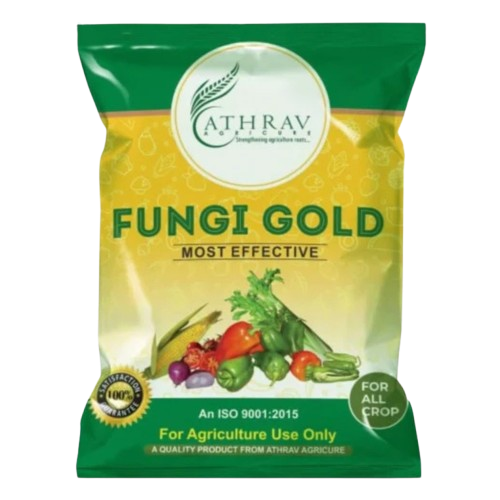 ATHRAV
AGRICURE
Strengthening agriculture roots...
FUNGI GOLD
MOST EFFECTIVE
SATISFACTION
100%
GUARANTEE
FOR
ALL
CROP
An ISO 9001:2015
For Agriculture Use Only
A QUALITY PRODUCT FROM ATHRAV AGRICURE